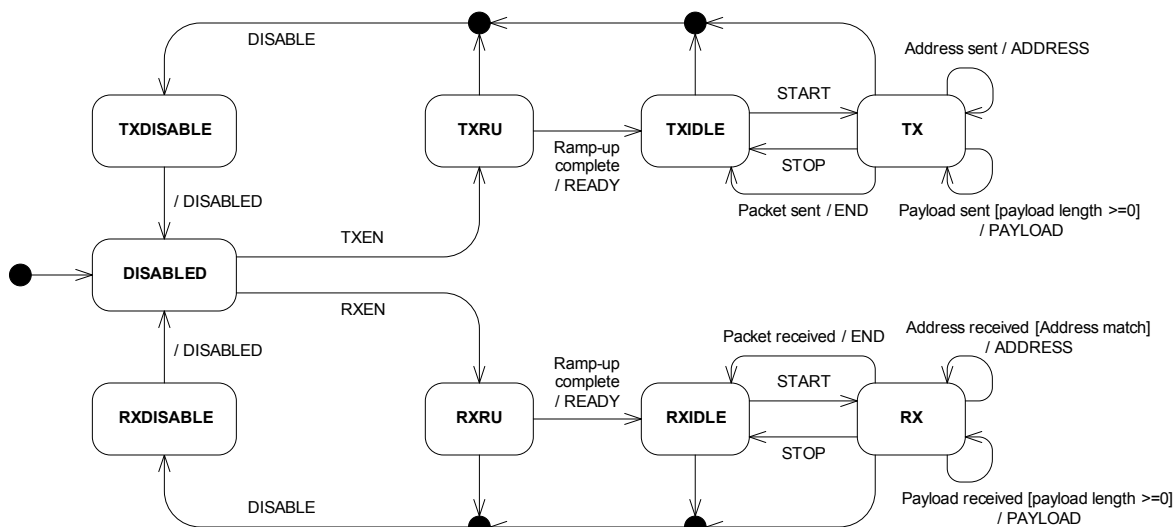 DISABLE
Address sent / ADDRESS
START
TXDISABLE
TXRU
TXIDLE
TX
Ramp-up
complete
/ READY
STOP
/ DISABLED
Packet sent / END
Payload sent [payload length >=0]
/ PAYLOAD
TXEN
DISABLED
RXEN
Packet received / END
Address received [Address match]
/ ADDRESS
/ DISABLED
Ramp-up
complete
/ READY
START
RXDISABLE
RXRU
RXIDLE
RX
STOP
DISABLE
Payload received [payload length >=0]
/ PAYLOAD